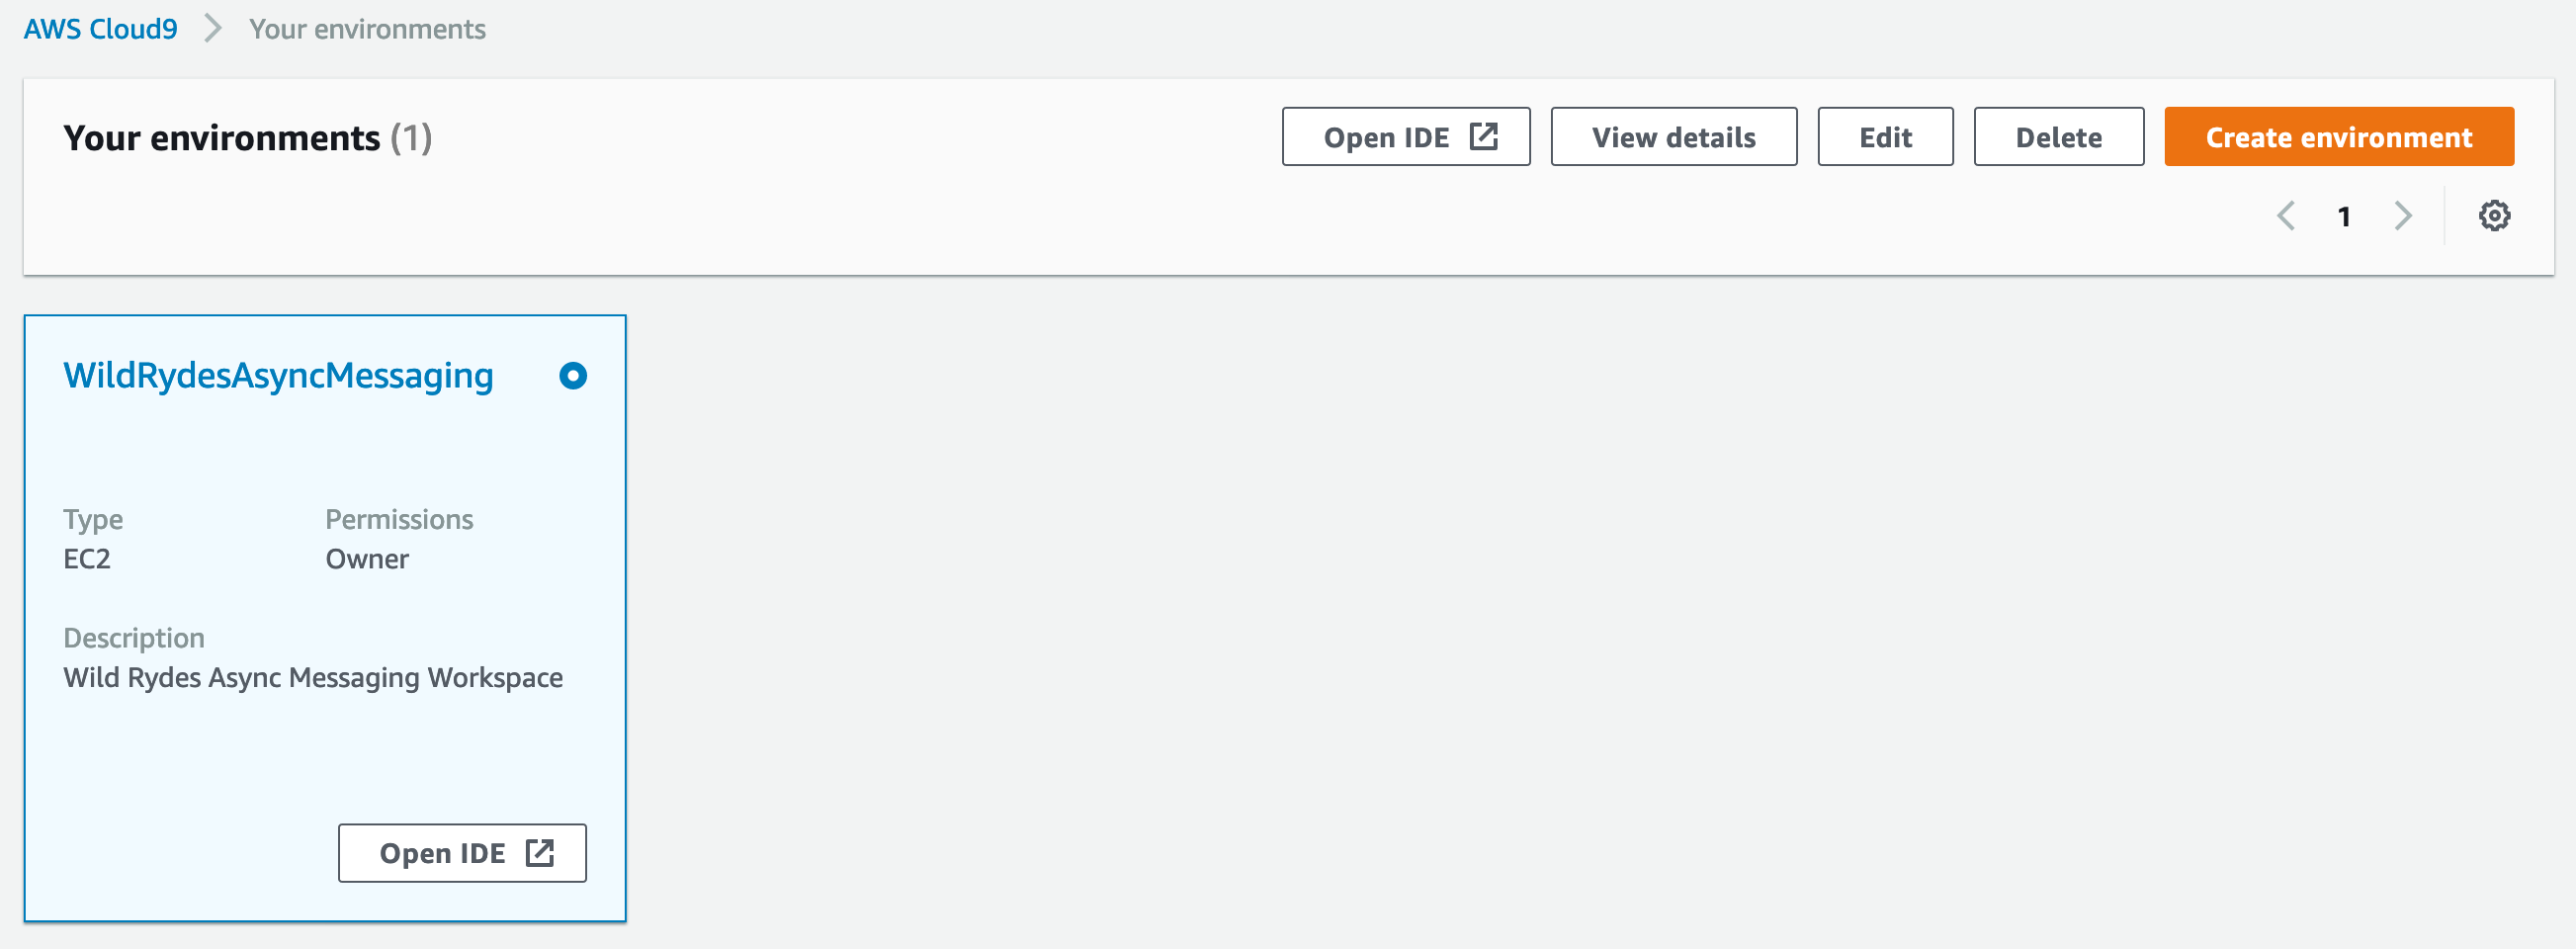 AWS Cloud9 Your environments
Your environments (1)
Open IDE View details Edit Delete Create environment
1
WildRydesAsyncMessaging
Type Permissions
EC2 Owner
Description
Wild Rydes Async Messaging Workspace
Open IDE